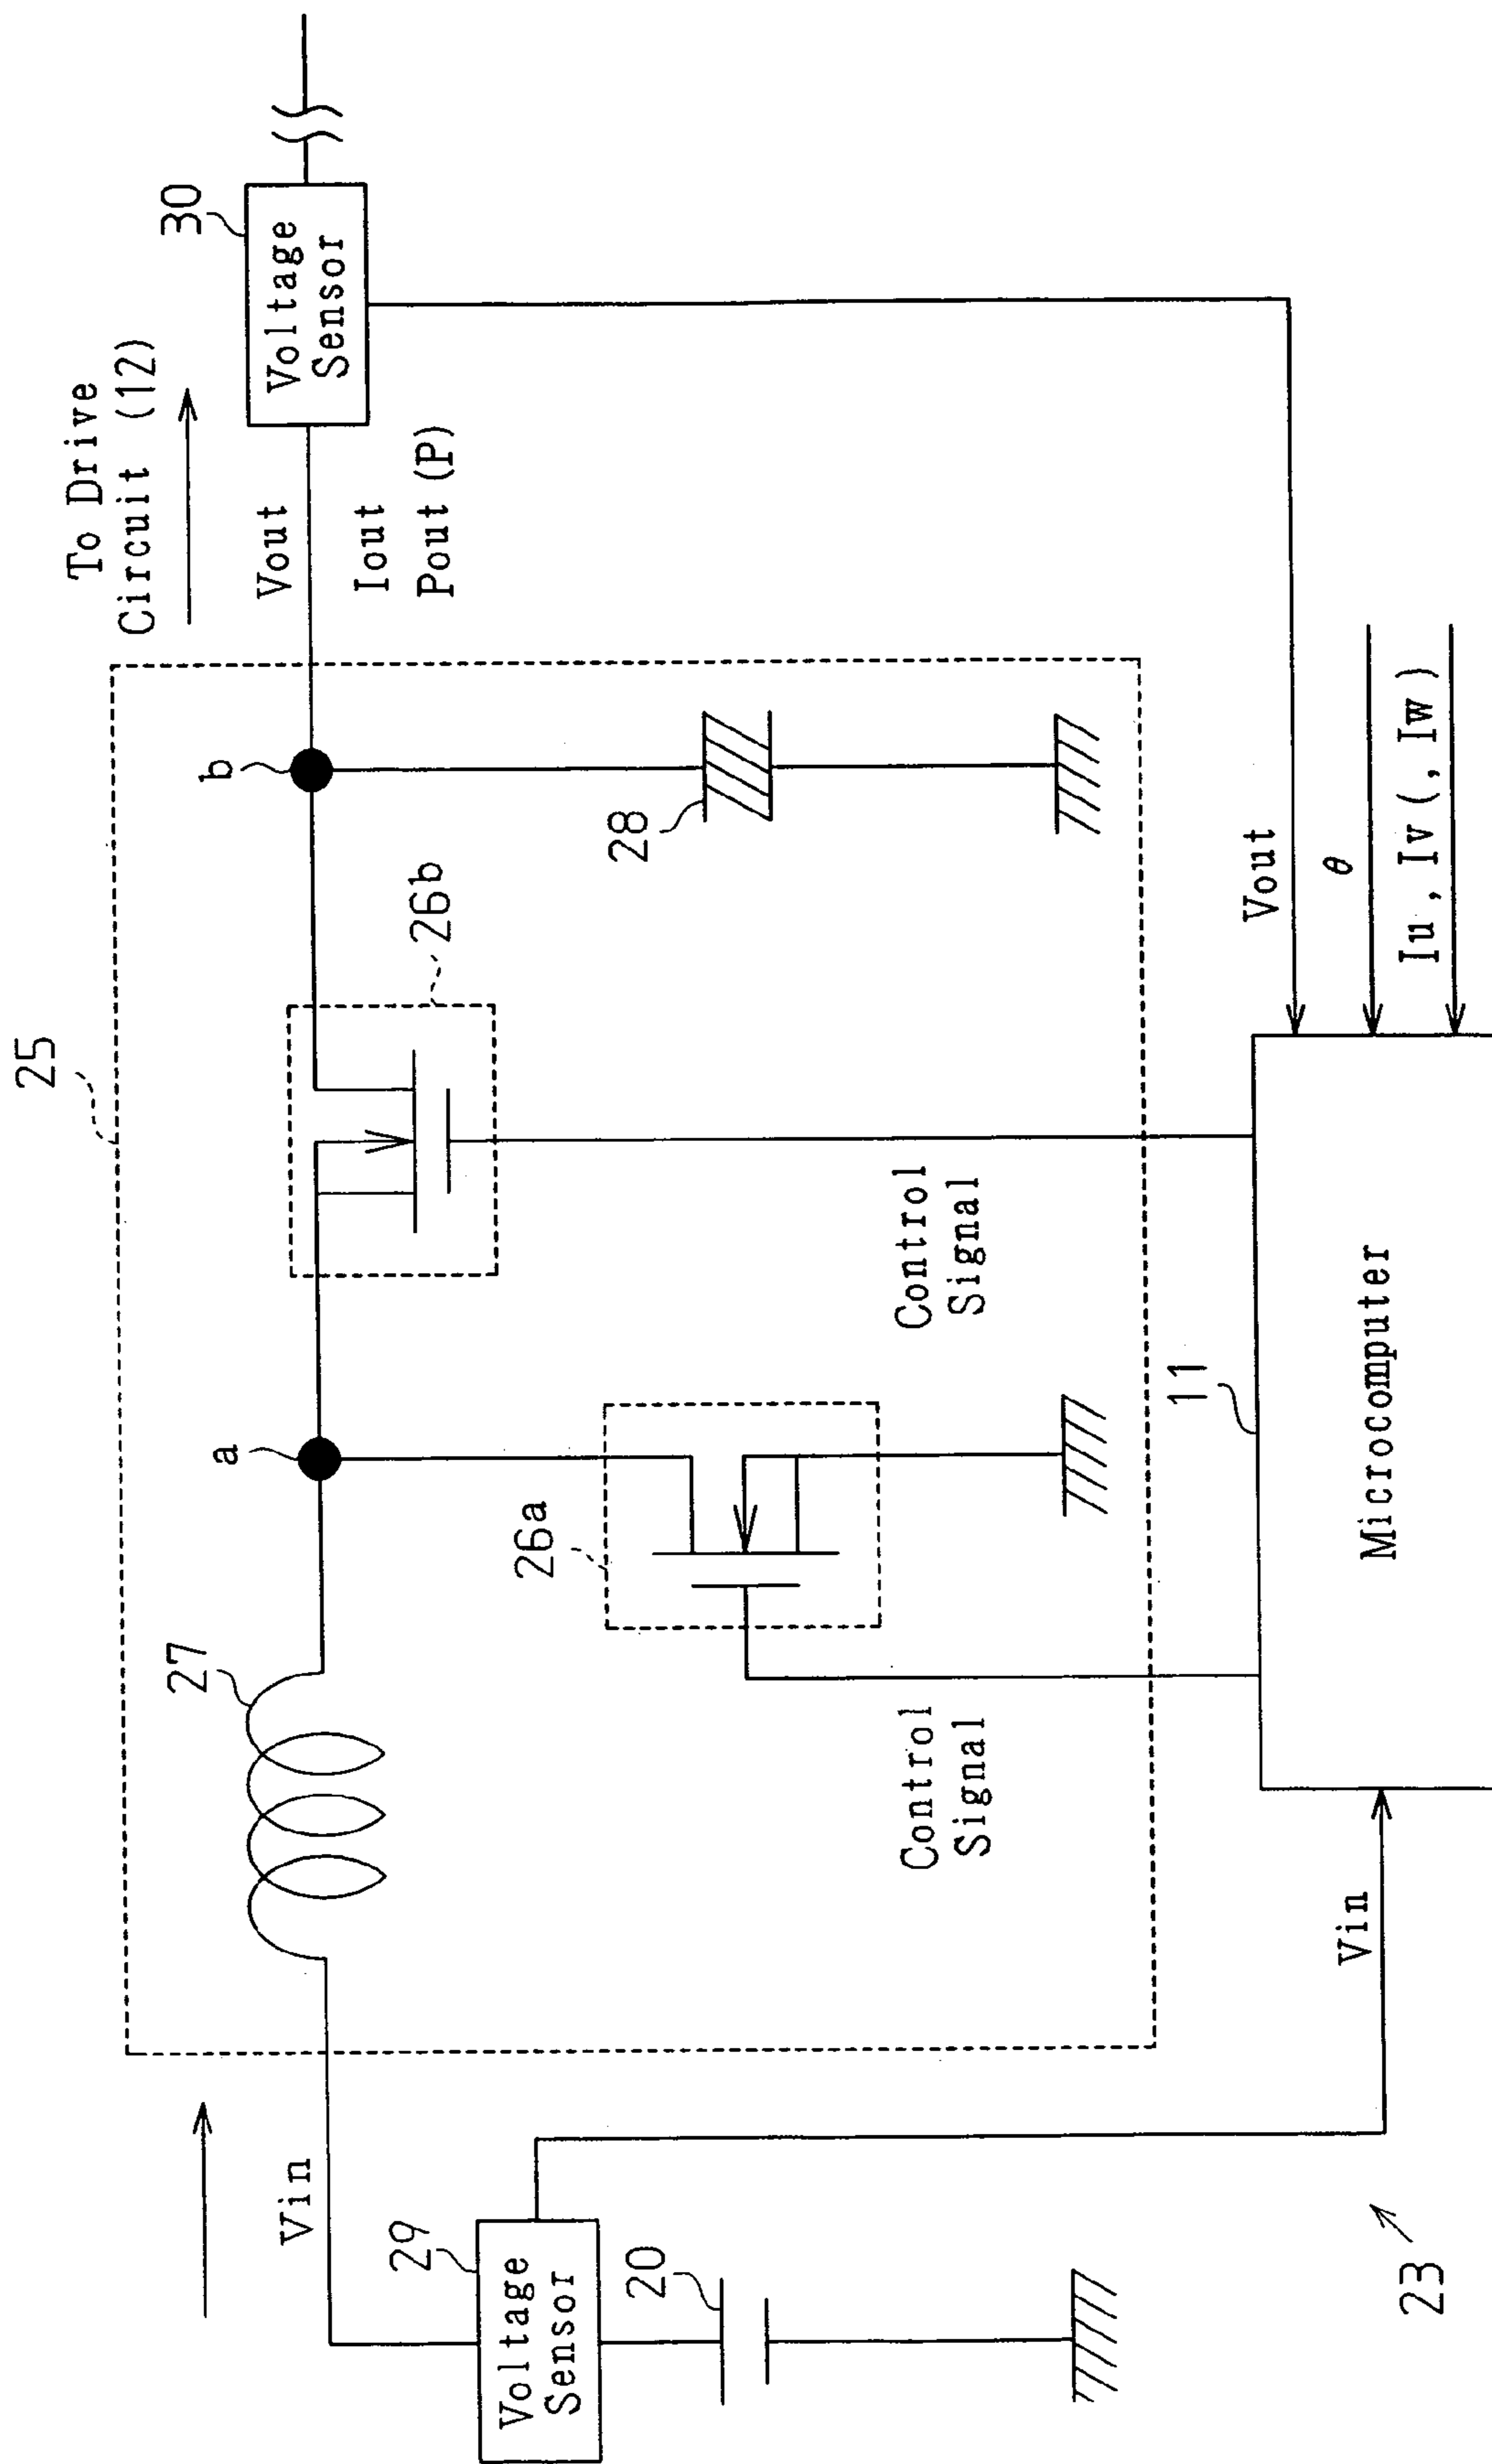 25
To Drive
Circuit (12)
30
27
a
26b
b
Vin
Vout
Voltage
Sensor
Iout
Pout (P)
29
Voltage
Sensor
20
26a
28
Control
Signal
Control
Signal
11
Vout
θ
Iu , Iv ( , Iw )
Vin
Microcomputer
23